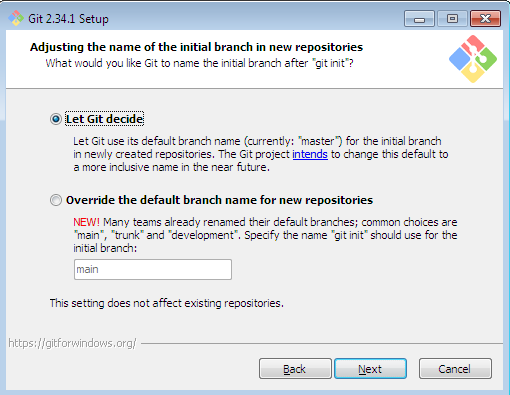 Git 2.34.1 Setup
Adjusting the name of the initial branch in new repositories
What would you like Git to name the initial branch after "git init"?
Let Git decide
Let Git use its default branch name (currently: "master") for the initial branch
in newly created repositories. The Git project intends to change this default to
a more inclusive name in the near future.
Override the default branch name for new repositories
NEW! Many teams already renamed their default branches; common choices are
"main", "trunk" and "development". Specify the name "git init" should use for the
initial branch:
main
This setting does not affect existing repositories.
https://gitforwindows.org/
Back
Next
Cancel